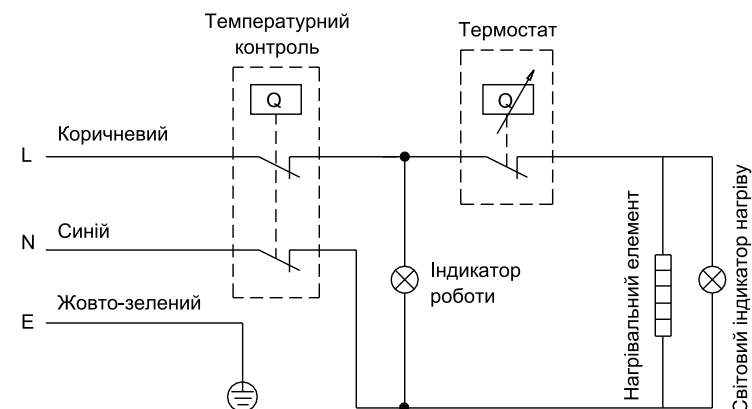 Температурний
контроль
Термостат
Q
Q
Коричневий
L
Синій
N
Жовто-зелений
E
Індикатор
роботи
Нагрівальний елемент
Світовий індикатор нагріву